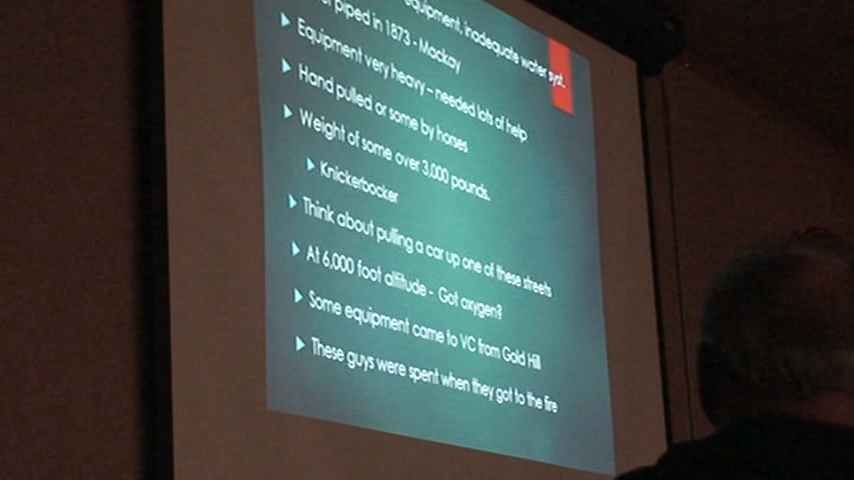 equipment, inadequate water syst.
piped in 1873 - Mackay
Equipment very heavy – needed lots of help
Hand pulled or some by horses
Weight of some over 3,000 pounds.
Knickerbocker
Think about pulling a car up one of these streets
At 6,000 foot altitude - Got oxygen?
Some equipment came to VC from Gold Hill
These guys were spent when they got to the fire